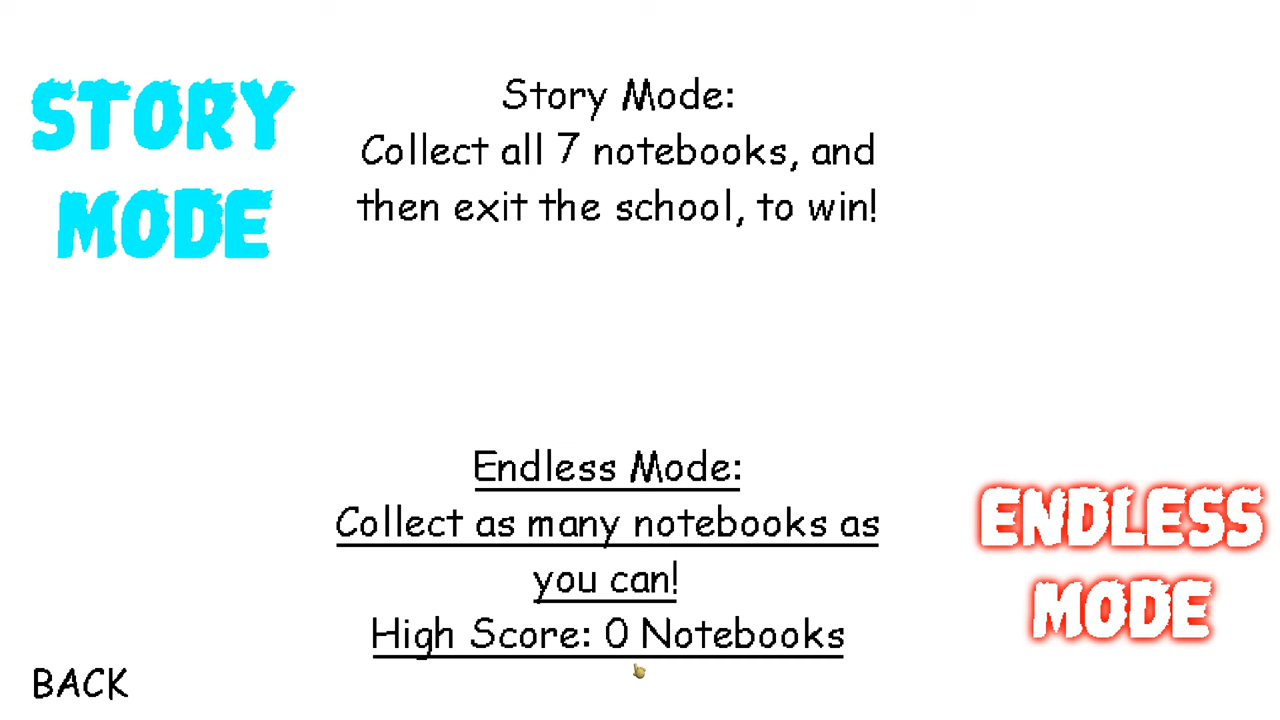 STORY
MODE
Story Mode:
Collect all 7 notebooks, and
then exit the school, to win!
Endless Mode:
Collect as many notebooks as
you can!
High Score: 0 Notebooks
ENDLESS
MODE
BACK